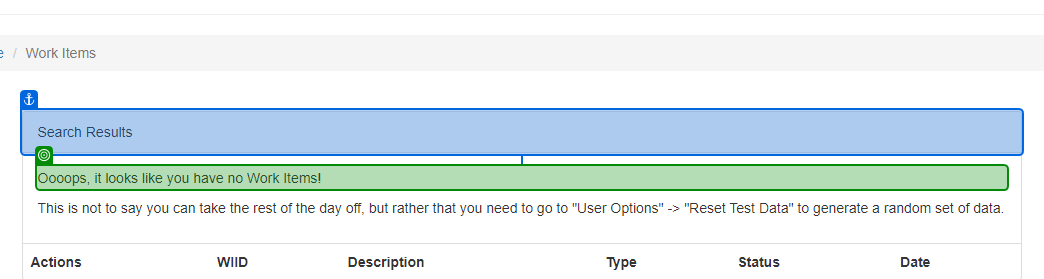 e / Work Items
Search Results
Oooops, it looks like you have no Work Items!
This is not to say you can take the rest of the day off, but rather that you need to go to "User Options" -> "Reset Test Data" to generate a random set of data.
Actions WIID Description Type Status Date